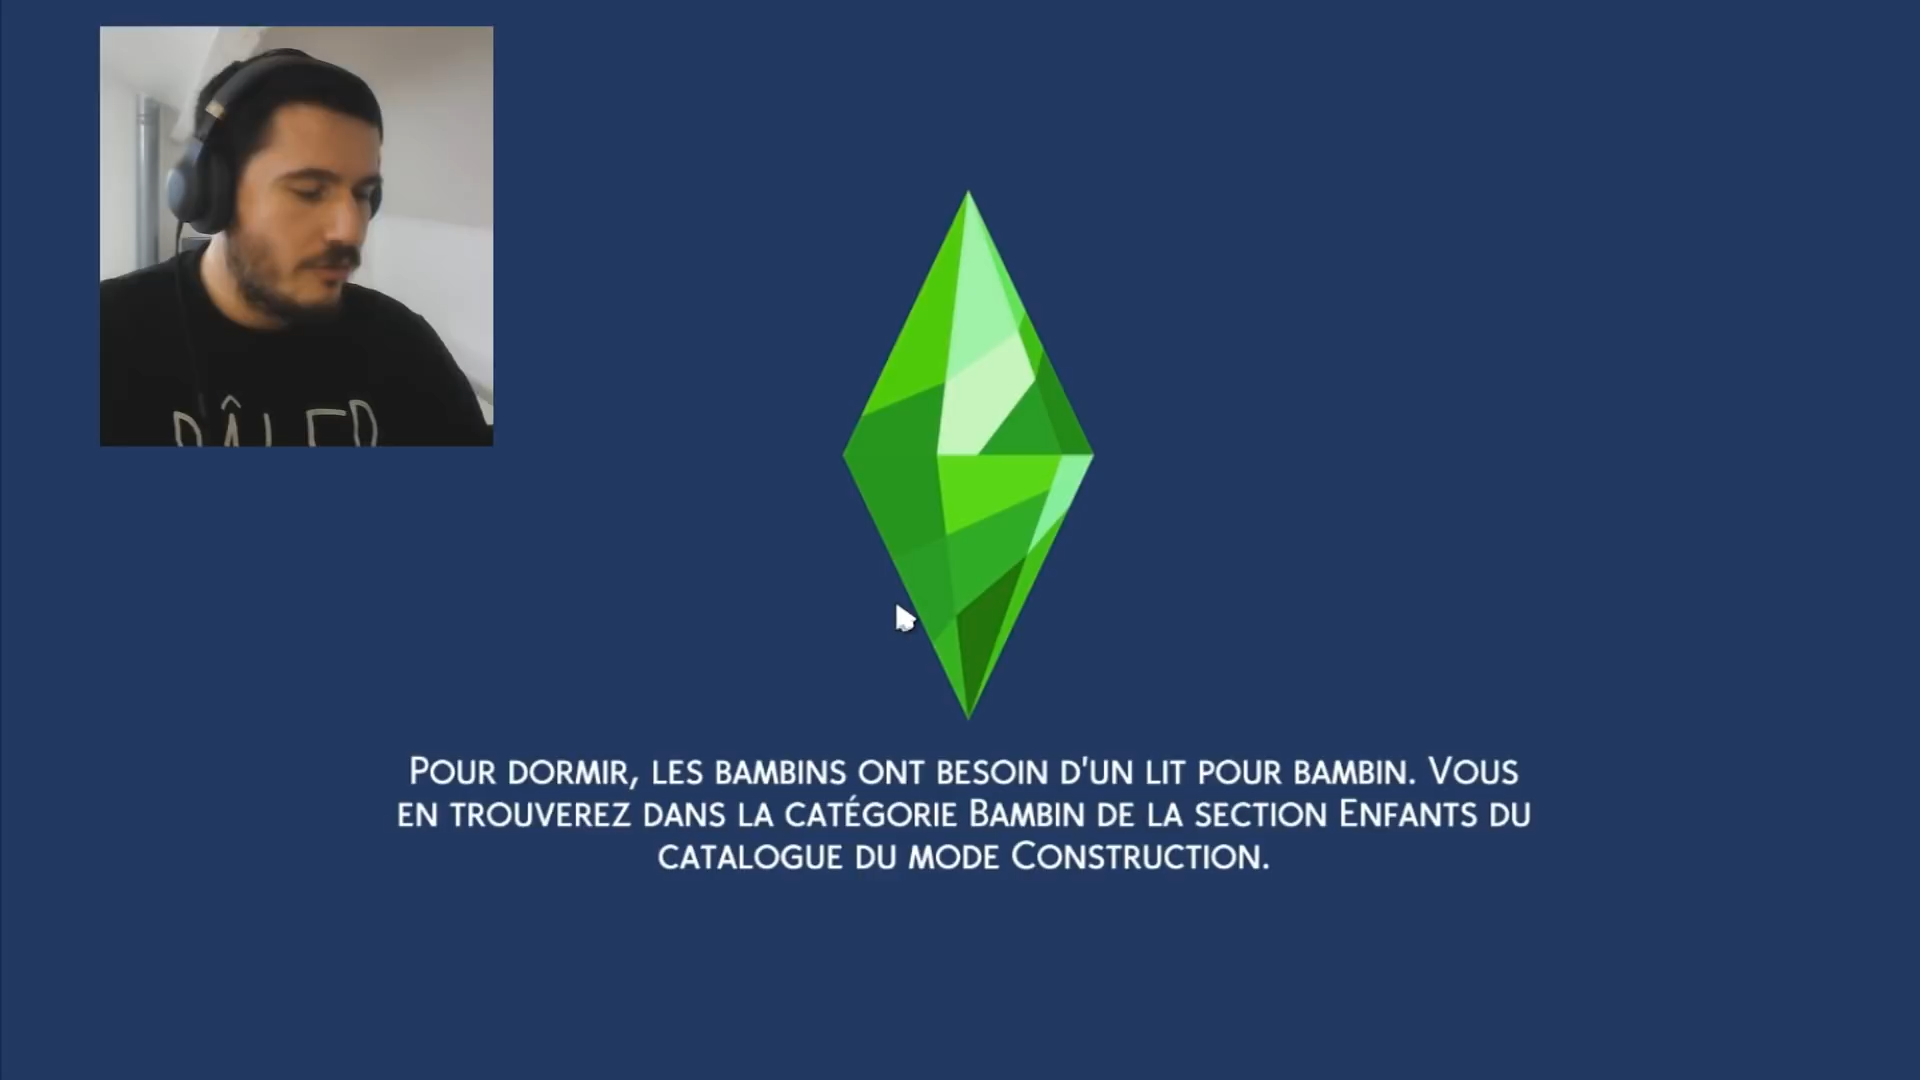 Pour dormir, les bambins ont besoin d'un lit pour bambin. Vous
en trouverez dans la catégorie Bambin de la section Enfants du
catalogue du mode Construction.